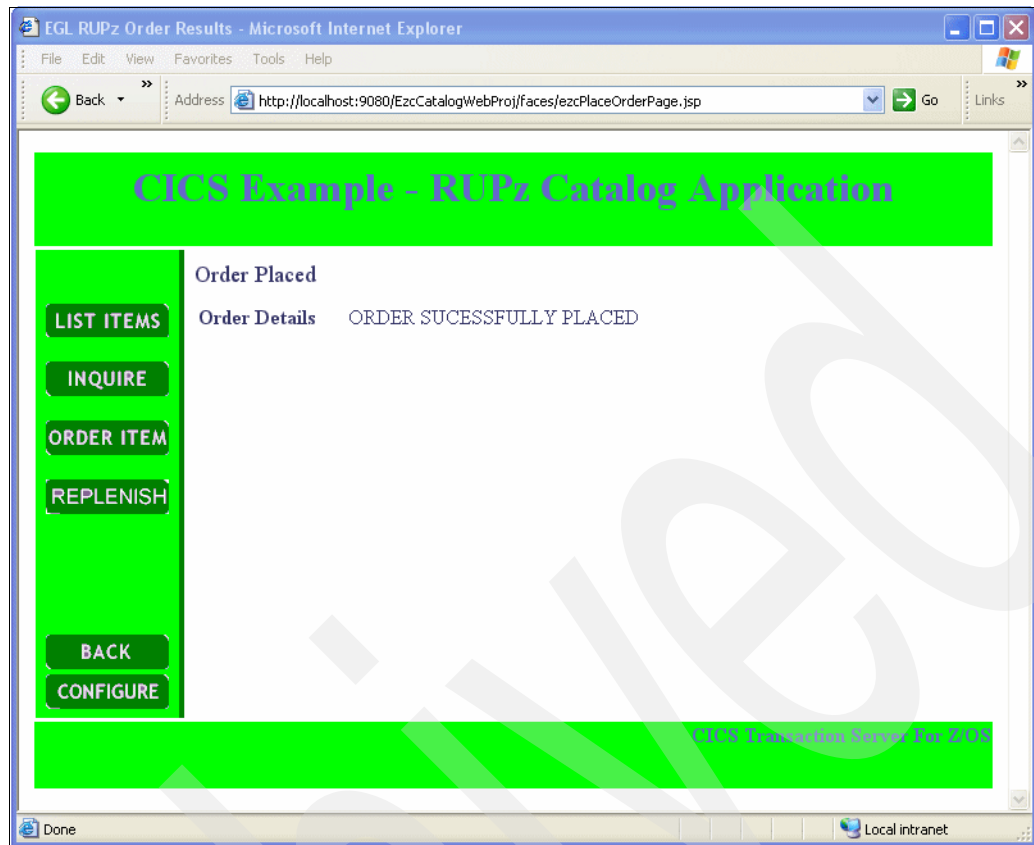 EGL RUPz Order Results - Microsoft Internet Explorer
File Edit View Favorites Tools Help
Back » Address http://localhost:9080/EzcCatalogWebProj/faces/ezcPlaceOrderPage.jsp Go Links »
CICS Example - RUPz Catalog Application
Order Placed
LIST ITEMS
Order Details ORDER SUCESSFULLY PLACED
INQUIRE
ORDER ITEM
REPLENISH
BACK
CONFIGURE
CICS Transaction Server For Z/OS
Done Local intranet